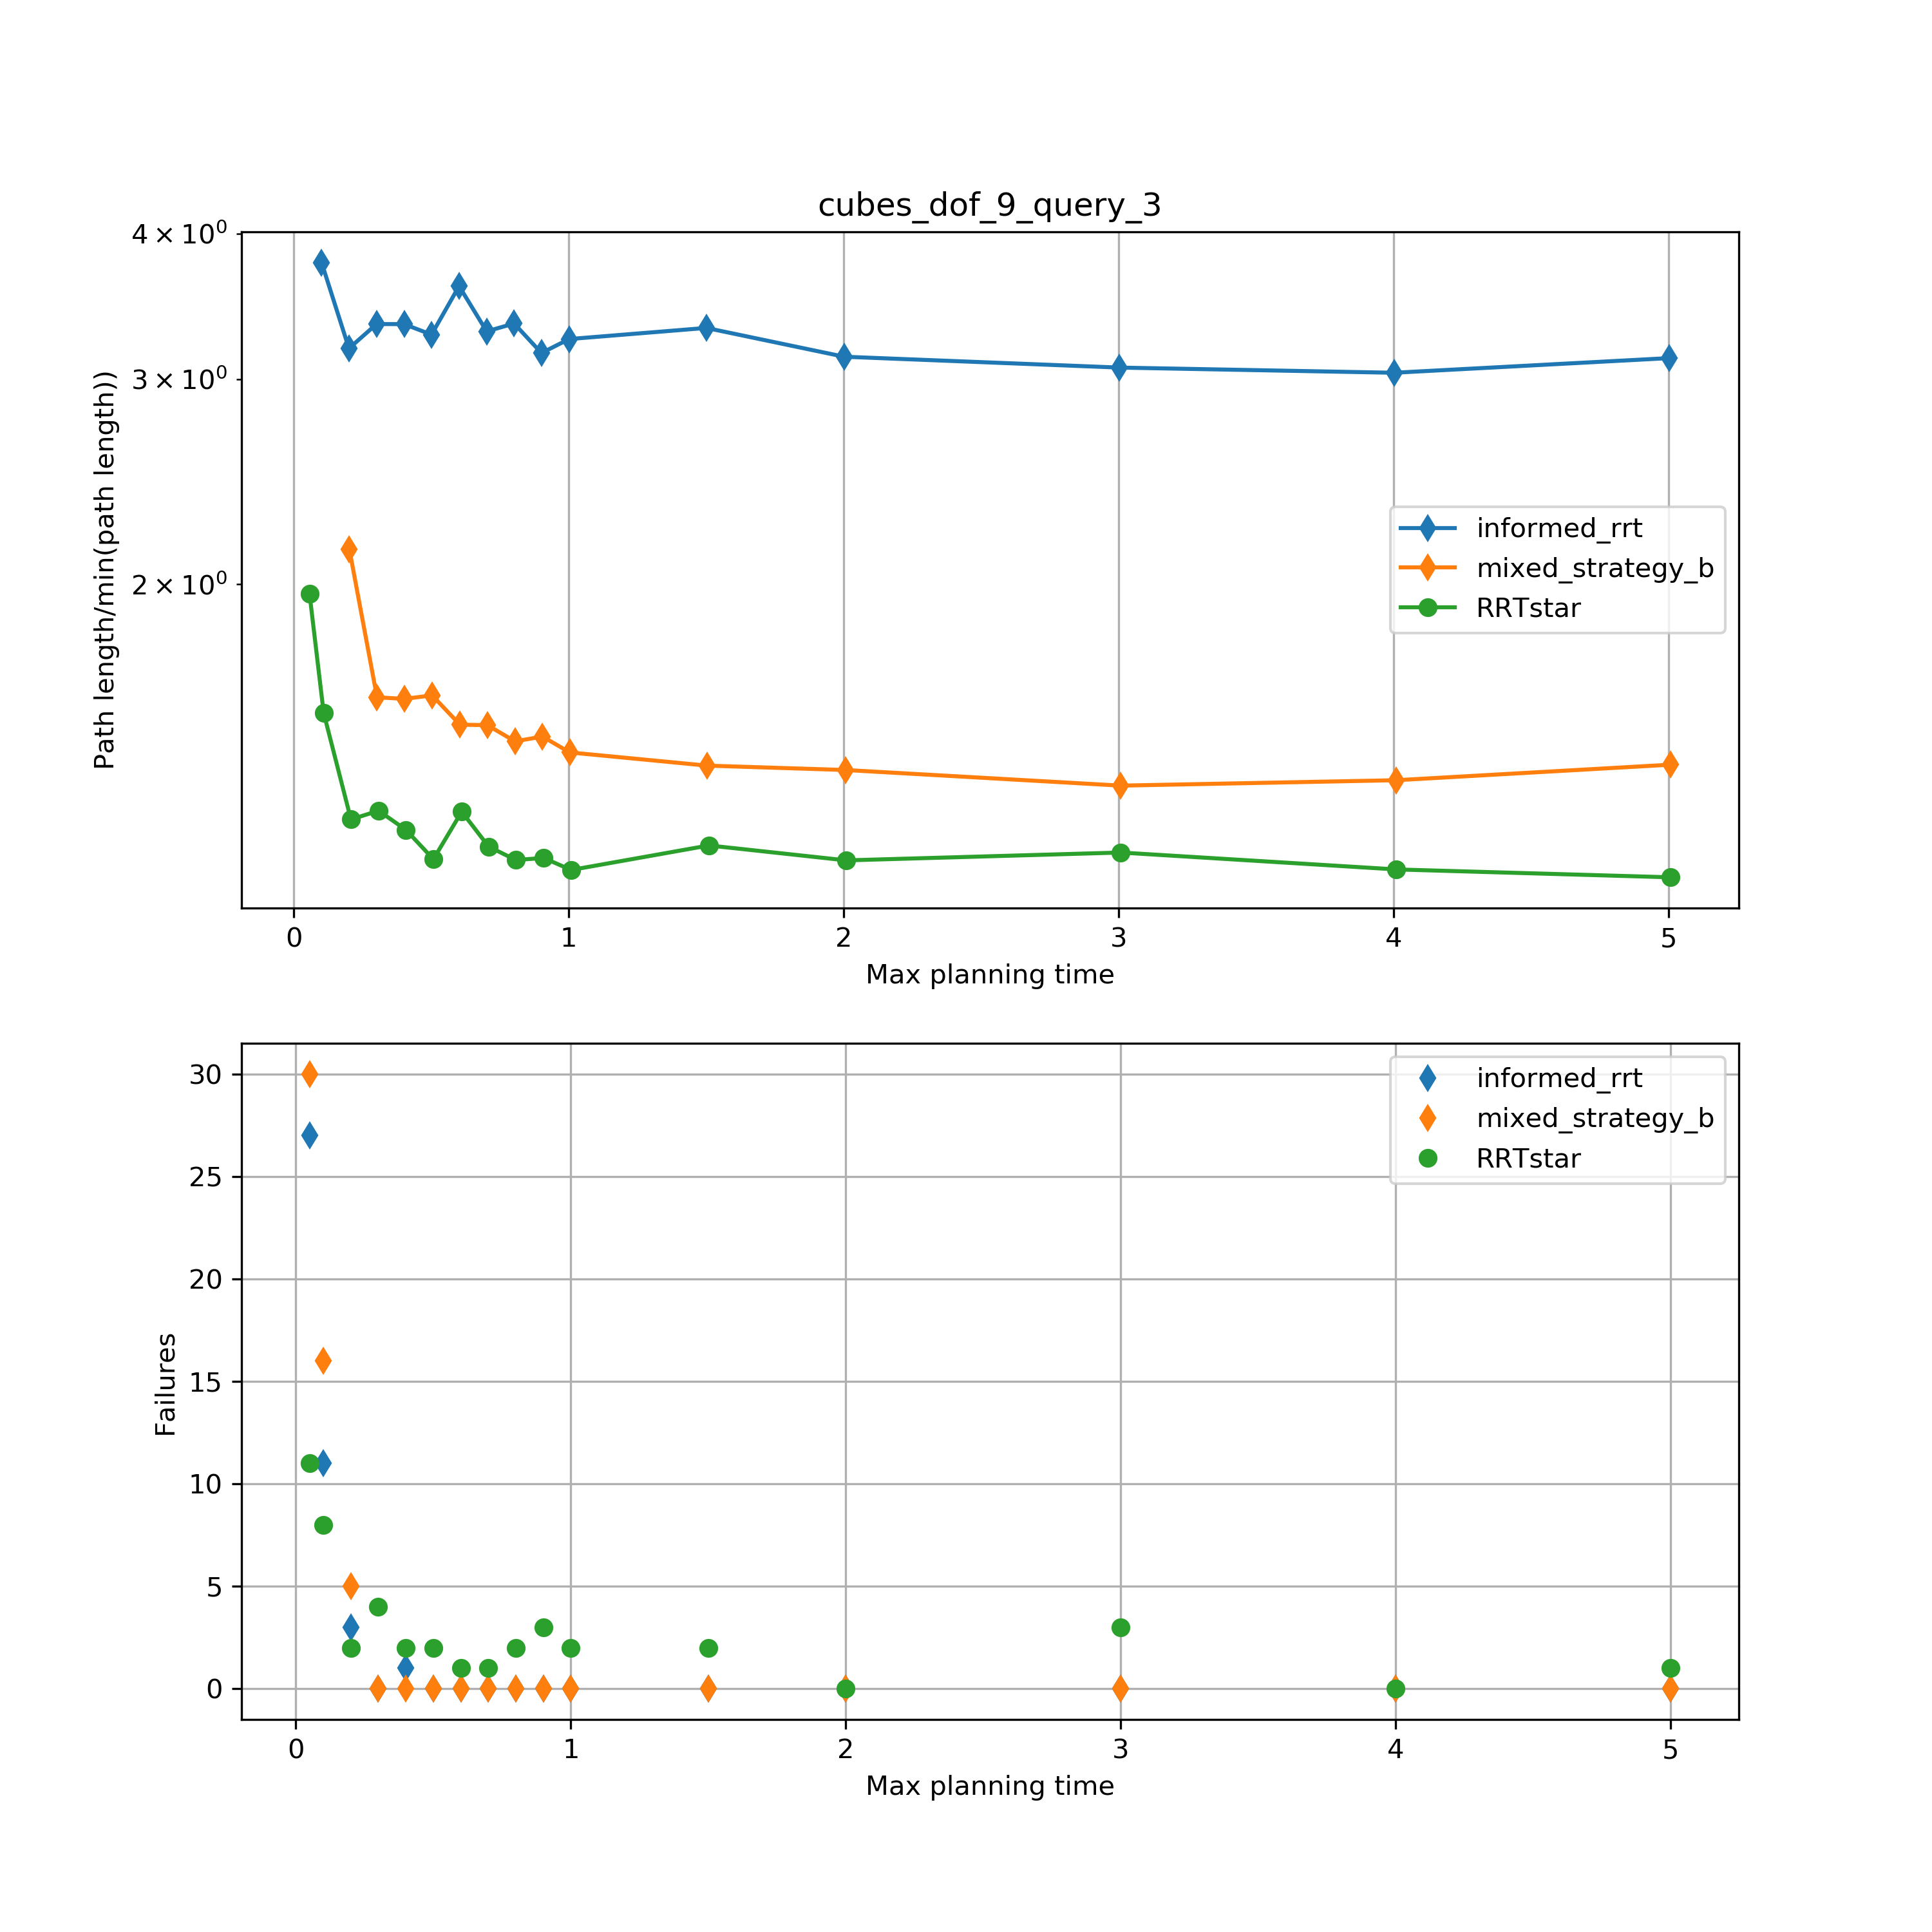 cubes_dof_9_query_3
4 × 10⁰
3 × 10⁰
2 × 10⁰
Path length/min(path length))
informed_rrt
mixed_strategy_b
RRTstar
0 1 2 3 4 5
Max planning time
30
25
20
15
10
5
0
Failures
informed_rrt
mixed_strategy_b
RRTstar
0 1 2 3 4 5
Max planning time